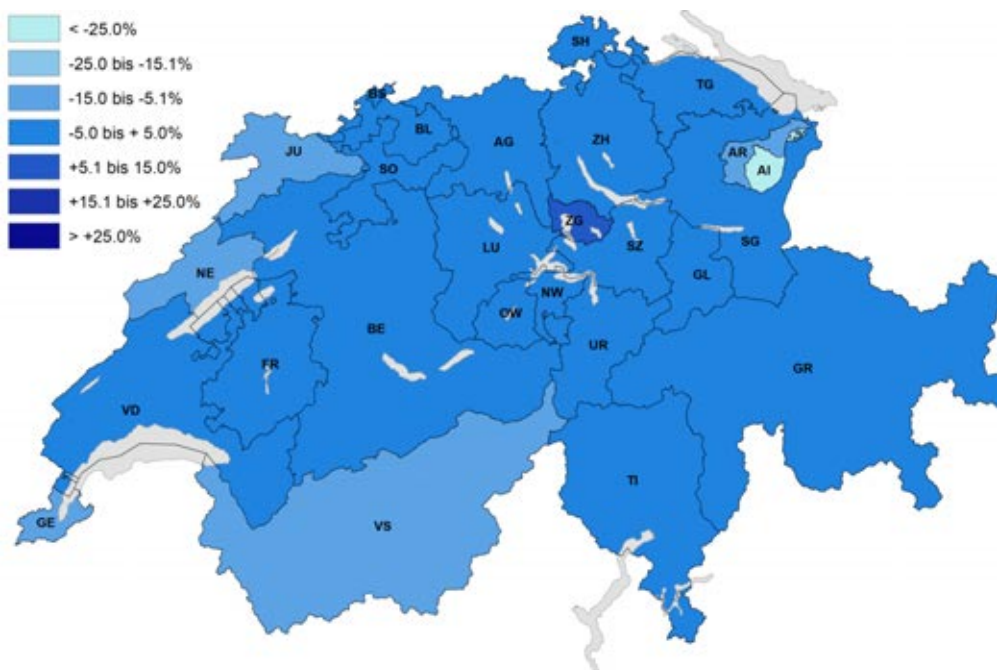 < -25.0%
-25.0 bis -15.1%
-15.0 bis -5.1%
-5.0 bis + 5.0%
+5.1 bis 15.0%
+15.1 bis +25.0%
> +25.0%
SH
BS
BL
AG
ZH
TG
JU
SO
AR
AI
ZG
LU
SZ
SG
NE
GL
NW
OW
BE
UR
FR
GR
VD
TI
GE
VS